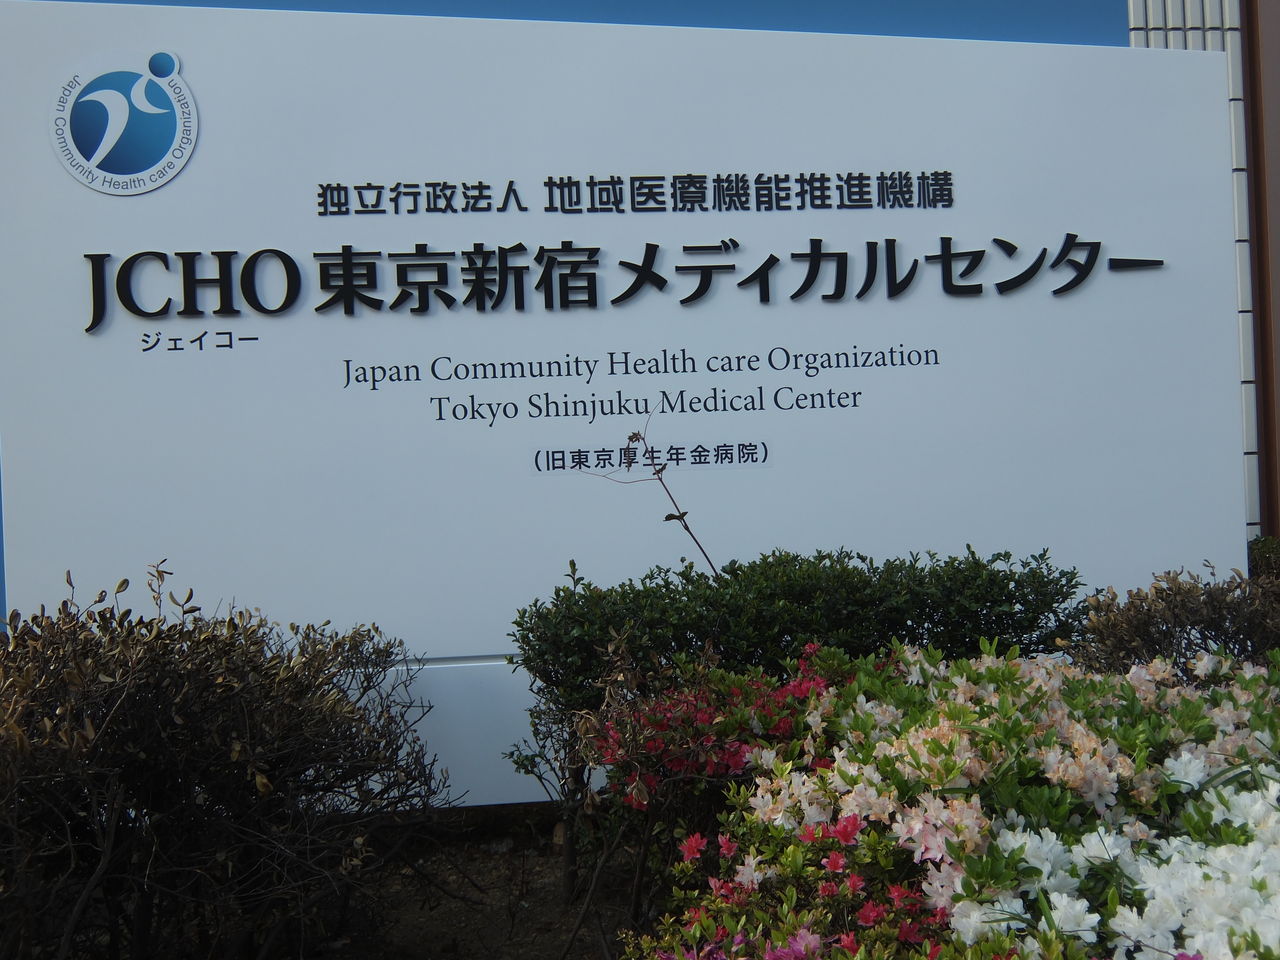 Japan Community Health care Organization
独立行政法人 地域医療機能推進機構
JCHO 東京新宿メディカルセンター
ジェイコー
Japan Community Health care Organization
Tokyo Shinjuku Medical Center
（旧東京厚生年金病院）